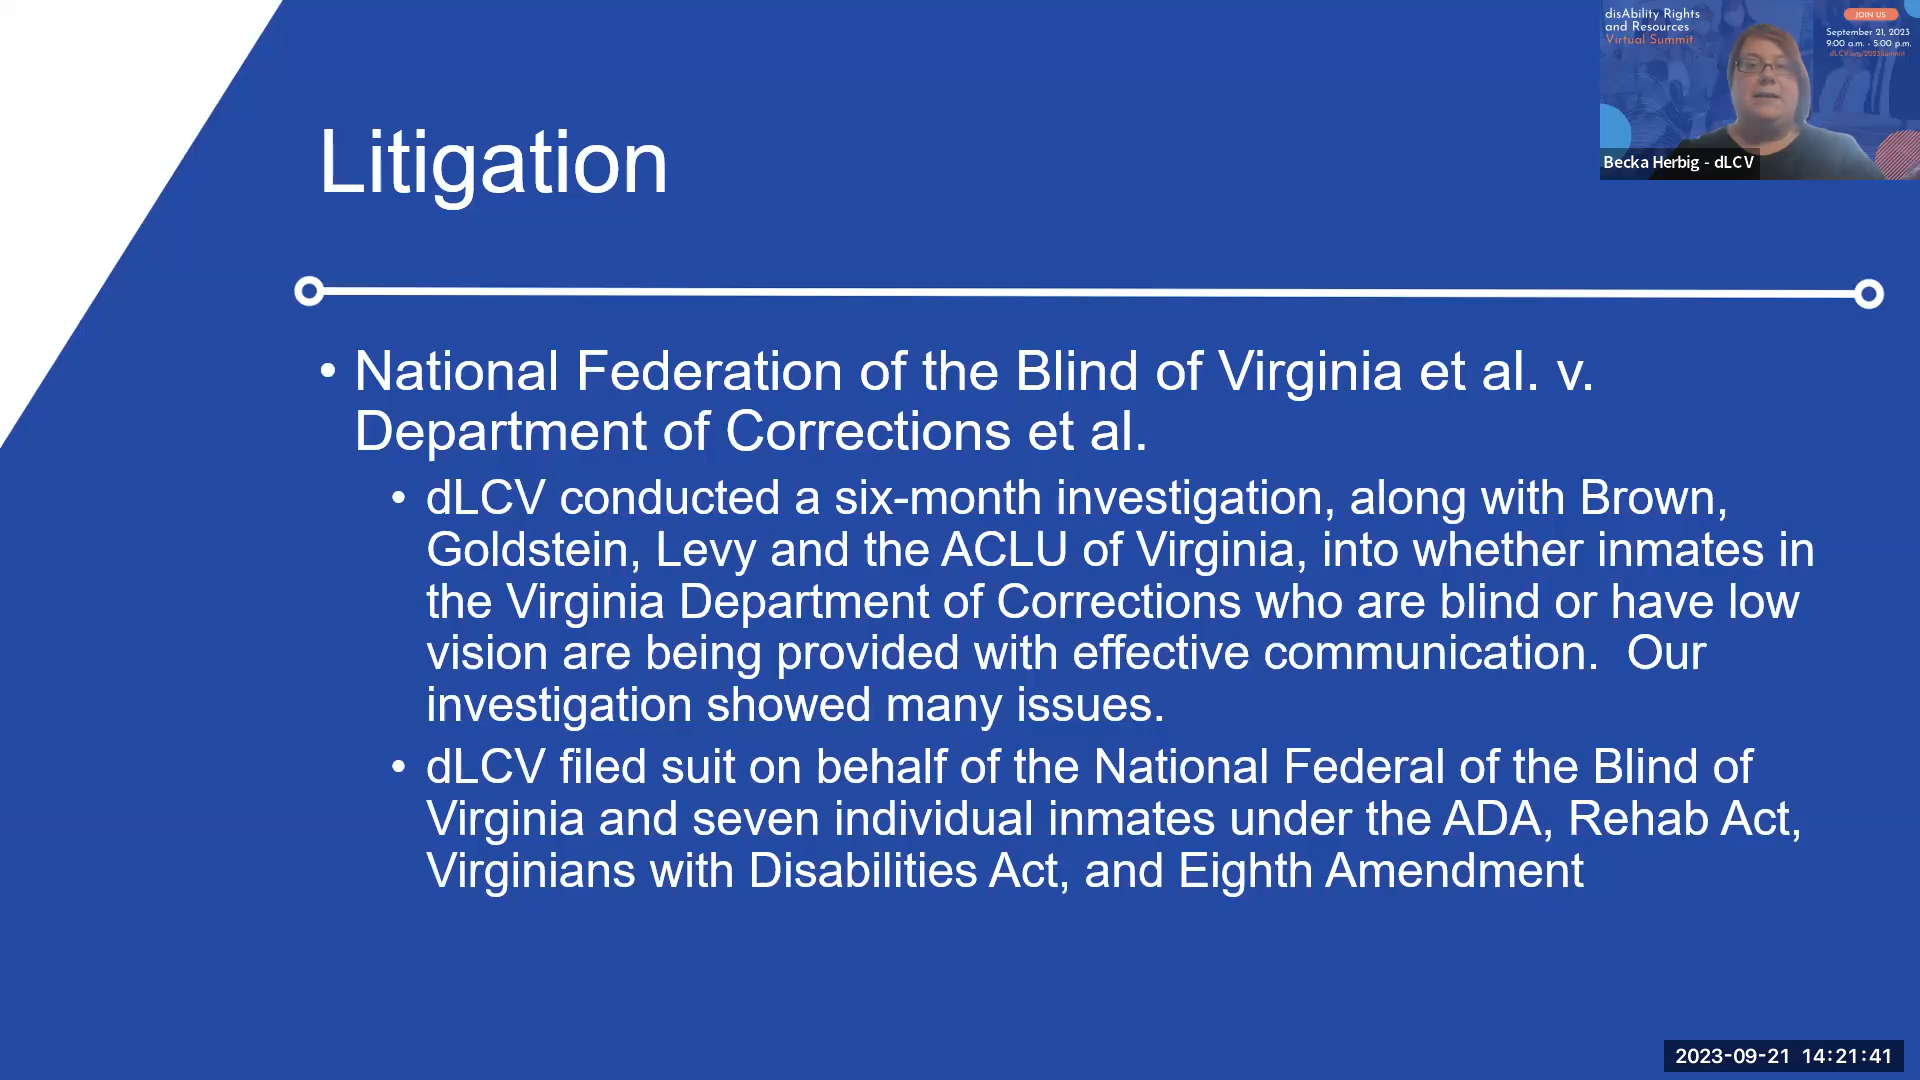 disAbility Rights
and Resources
Virtual Summit
JOIN US
September 21, 2023
9:00 a.m. - 5:00 p.m.
dLCV.org/2023Summit
Becka Herbig - dLCV
Litigation
• National Federation of the Blind of Virginia et al. v.
Department of Corrections et al.
• dLCV conducted a six-month investigation, along with Brown,
Goldstein, Levy and the ACLU of Virginia, into whether inmates in
the Virginia Department of Corrections who are blind or have low
vision are being provided with effective communication.  Our
investigation showed many issues.
• dLCV filed suit on behalf of the National Federal of the Blind of
Virginia and seven individual inmates under the ADA, Rehab Act,
Virginians with Disabilities Act, and Eighth Amendment
2023-09-21 14:21:41